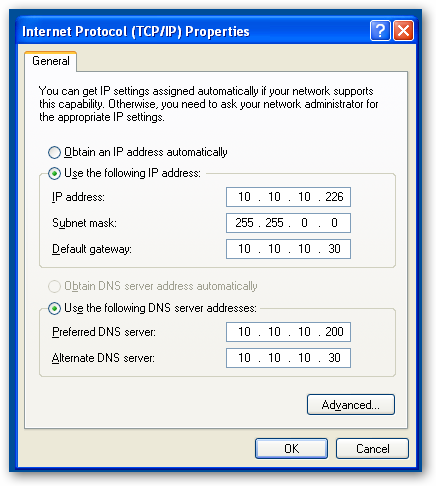 Internet Protocol (TCP/IP) Properties
General
You can get IP settings assigned automatically if your network supports
this capability. Otherwise, you need to ask your network administrator for
the appropriate IP settings.
Obtain an IP address automatically
Use the following IP address:
IP address: 10 . 10 . 10 . 226
Subnet mask: 255 . 255 . 0 . 0
Default gateway: 10 . 10 . 10 . 30
Obtain DNS server address automatically
Use the following DNS server addresses:
Preferred DNS server: 10 . 10 . 10 . 200
Alternate DNS server: 10 . 10 . 10 . 30
Advanced...
OK Cancel